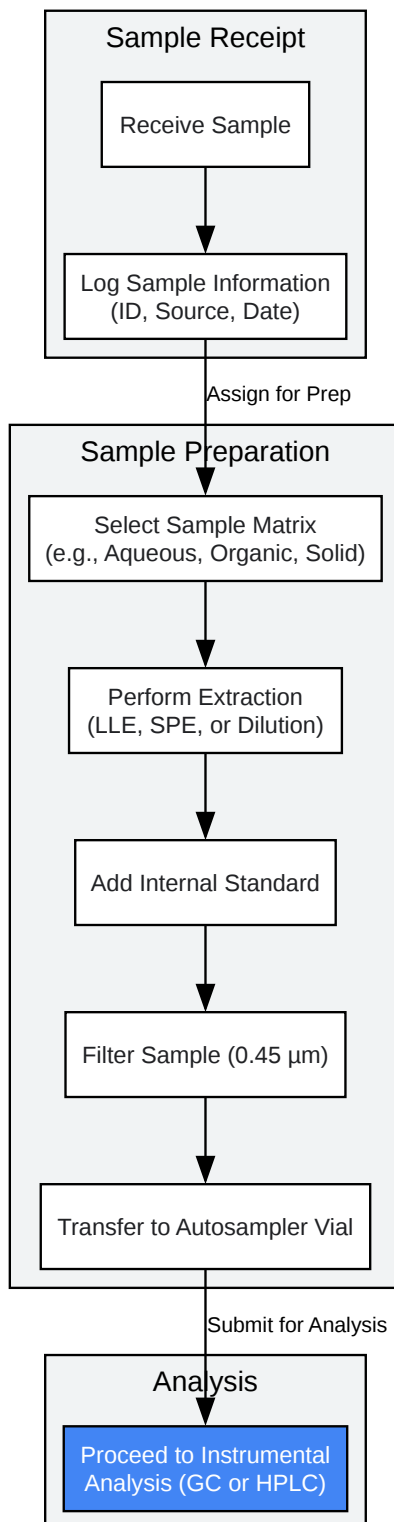 Sample Receipt
Receive Sample
Log Sample Information
(ID, Source, Date)
Assign for Prep
Sample Preparation
Select Sample Matrix
(e.g., Aqueous, Organic, Solid)
Perform Extraction
(LLE, SPE, or Dilution)
Add Internal Standard
Filter Sample (0.45 µm)
Transfer to Autosampler Vial
Submit for Analysis
Analysis
Proceed to Instrumental
Analysis (GC or HPLC)